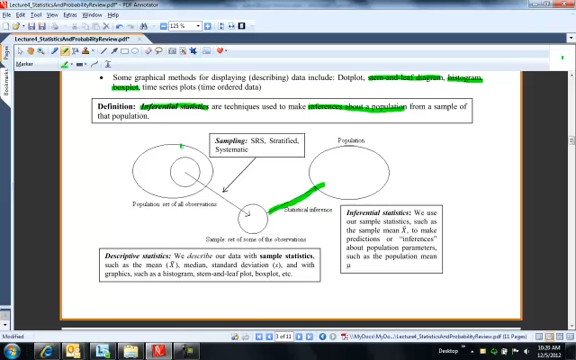 Lecture4_StatisticsAndProbabilityReview.pdf* - PDF Annotator
File Edit Tool View Extras Window Help
125 %
Marker
Pages
Bookmarks
• Some graphical methods for displaying (describing) data include: Dotplot, stem-and-leaf diagram, histogram,
boxplot, time series plots (time ordered data)
Definition: Inferential statistics are techniques used to make inferences about a population from a sample of
that population.
Sampling: SRS, Stratified,
Systematic
Population
Population: set of all observations
Statistical inference
Sample: set of some of the observations
Inferential statistics: We use
our sample statistics, such as
the sample mean X̄, to make
predictions or "inferences"
about population parameters,
such as the population mean
μ
Descriptive statistics: We describe our data with sample statistics,
such as the mean (X̄), median, standard deviation (s), and with
graphics, such as a histogram, stem-and-leaf plot, boxplot, etc.
Modified
3 of 11
Desktop
10:20 AM
12/5/2012